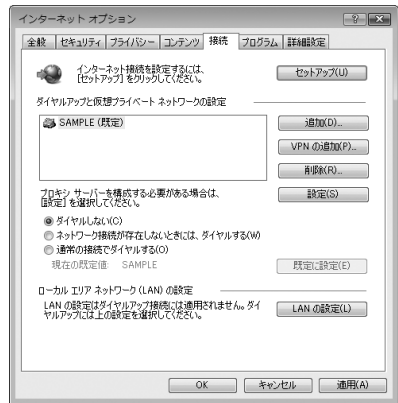 インターネット オプション
全般 セキュリティ プライバシー コンテンツ 接続 プログラム 詳細設定
インターネット接続を設定するには、
[セットアップ] をクリックしてください。
セットアップ(U)
ダイヤルアップと仮想プライベート ネットワークの設定
SAMPLE (既定)
追加(D)...
VPN の追加(P)...
削除(R)...
プロキシ サーバーを構成する必要がある場合は、
[設定] を選択してください。
設定(S)
ダイヤルしない(C)
ネットワーク接続が存在しないときには、ダイヤルする(W)
通常の接続でダイヤルする(O)
現在の既定値: SAMPLE
既定に設定(E)
ローカル エリア ネットワーク (LAN) の設定
LAN の設定はダイヤルアップ接続には適用されません。ダイ
ヤルアップには上の設定を選択してください。
LAN の設定(L)
OK キャンセル 適用(A)